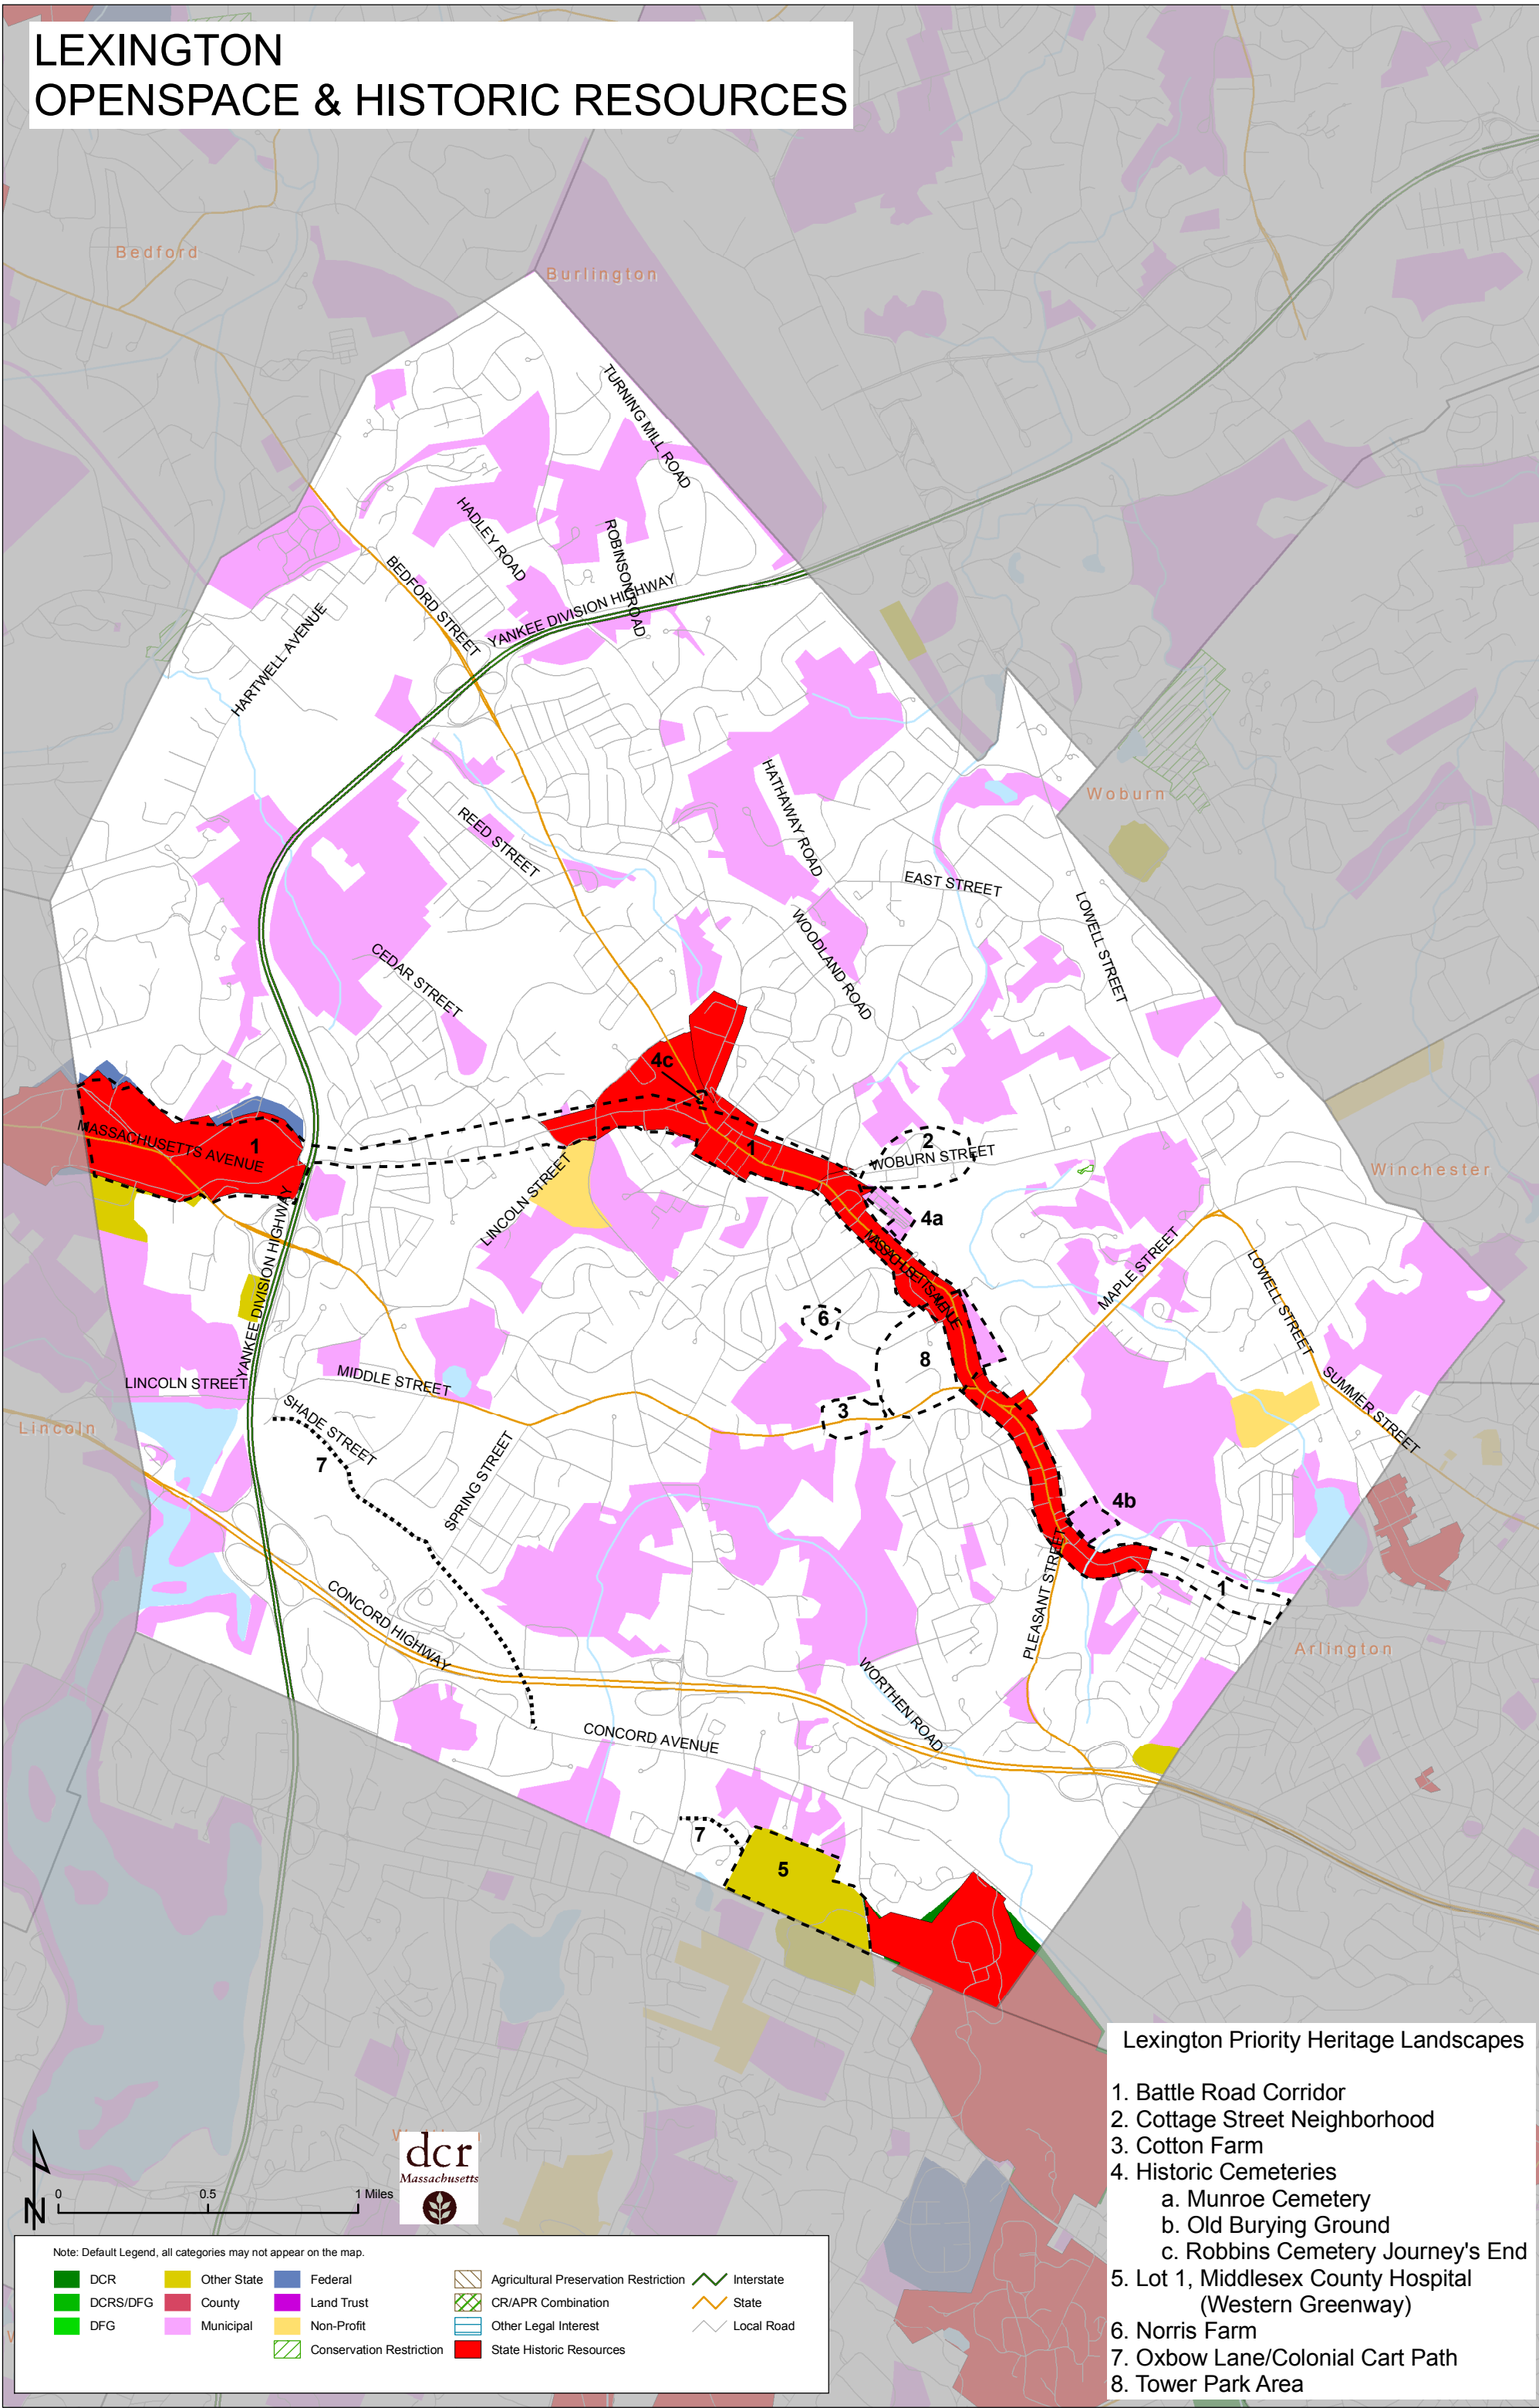 LEXINGTON
OPENSPACE & HISTORIC RESOURCES
Bedford
Burlington
TURNING MILL ROAD
HADLEY ROAD
ROBINSON ROAD
BEDFORD STREET
YANKEE DIVISION HIGHWAY
HARTWELL AVENUE
HATHAWAY ROAD
Woburn
REED STREET
EAST STREET
LOWELL STREET
WOODLAND ROAD
CEDAR STREET
4c
MASSACHUSETTS AVENUE
1
1
2
WOBURN STREET
Winchester
LINCOLN STREET
4a
MASSACHUSETTS AVENUE
MAPLE STREET
LOWELL STREET
YANKEE DIVISION HIGHWAY
6
8
LINCOLN STREET
MIDDLE STREET
SUMMER STREET
3
Lincoln
SHADE STREET
7
SPRING STREET
4b
PLEASANT STREET
1
CONCORD HIGHWAY
Arlington
WORTHEN ROAD
CONCORD AVENUE
7
5
Lexington Priority Heritage Landscapes
1. Battle Road Corridor
2. Cottage Street Neighborhood
3. Cotton Farm
4. Historic Cemeteries
a. Munroe Cemetery
b. Old Burying Ground
c. Robbins Cemetery Journey's End
5. Lot 1, Middlesex County Hospital
(Western Greenway)
6. Norris Farm
7. Oxbow Lane/Colonial Cart Path
8. Tower Park Area
dcr
Massachusetts
N
0 0.5 1 Miles
Note: Default Legend, all categories may not appear on the map.
DCR Other State Federal Agricultural Preservation Restriction Interstate
DCRS/DFG County Land Trust CR/APR Combination State
DFG Municipal Non-Profit Other Legal Interest Local Road
Conservation Restriction State Historic Resources